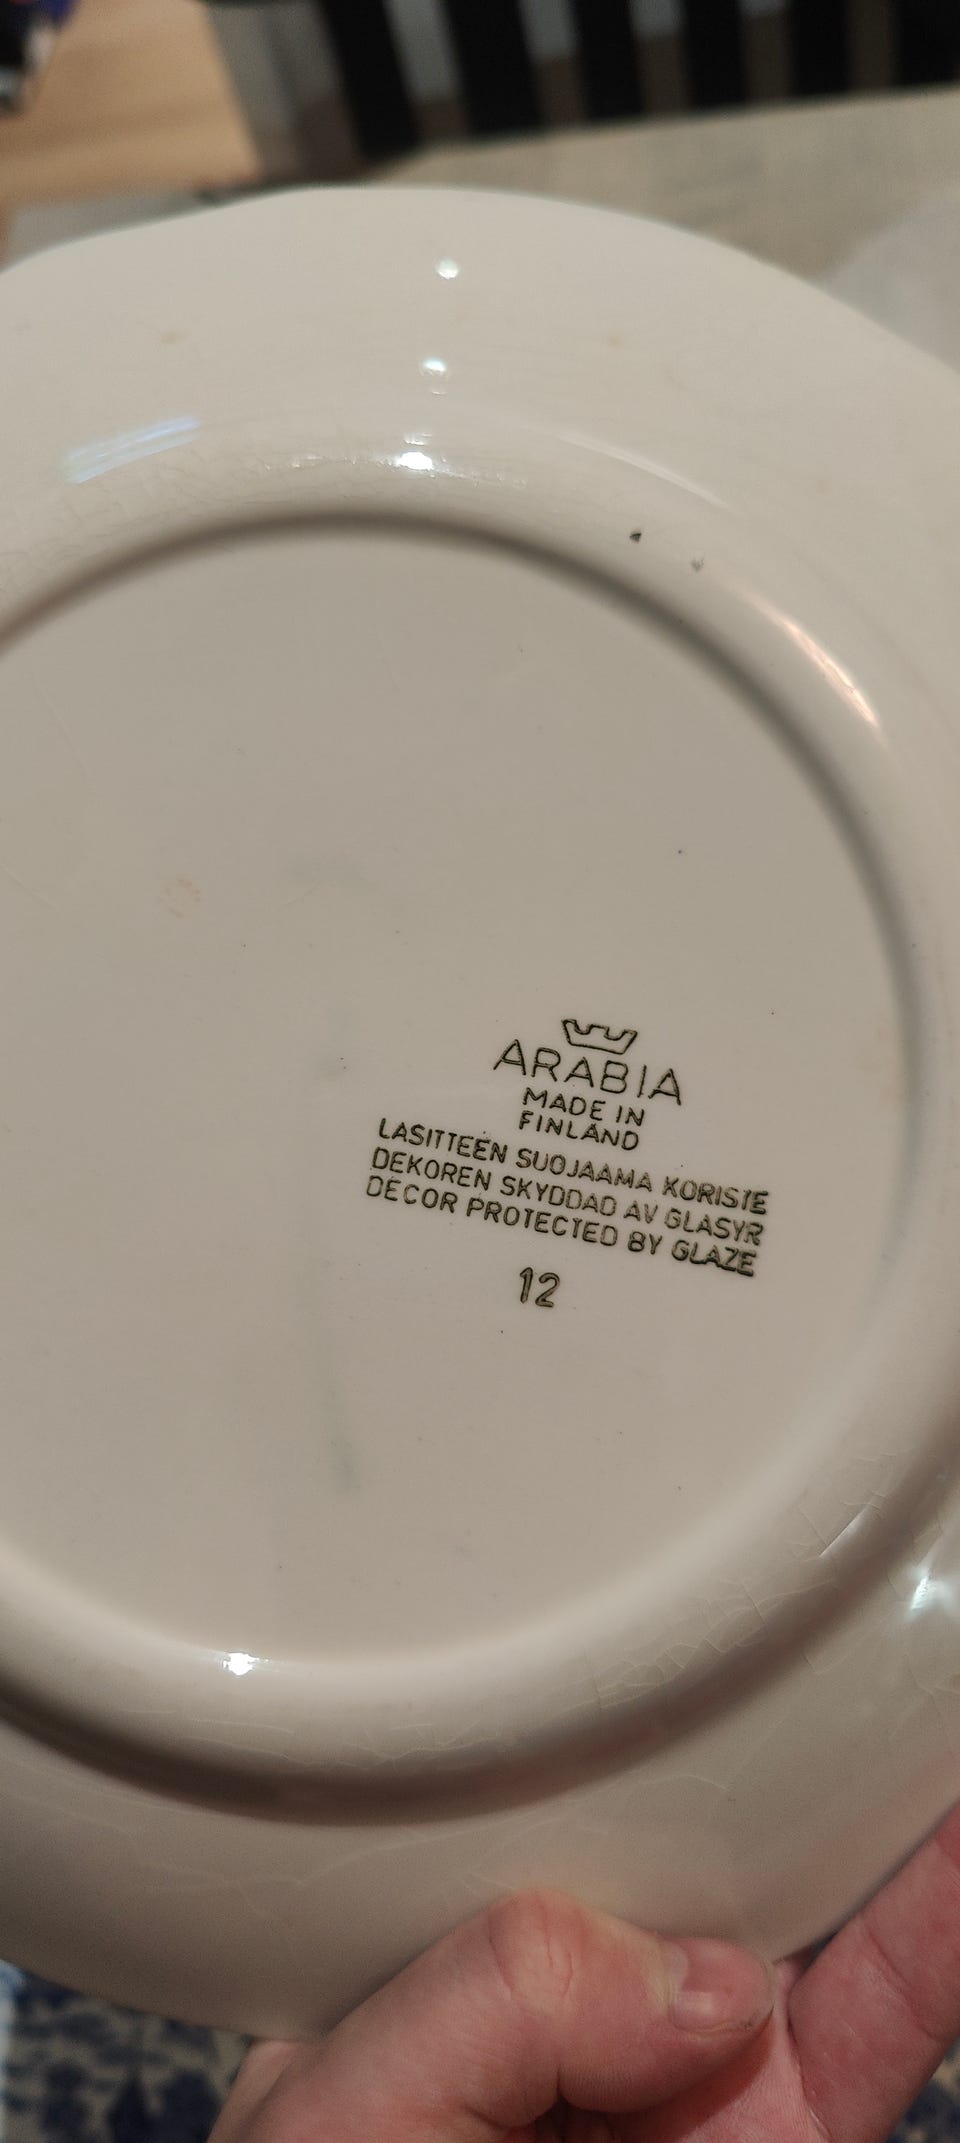 ARABIA
MADE IN
FINLAND
LASITTEEN SUOJAAMA KORISTE
DEKOREN SKYDDAD AV GLASYR
DECOR PROTECTED BY GLAZE
12